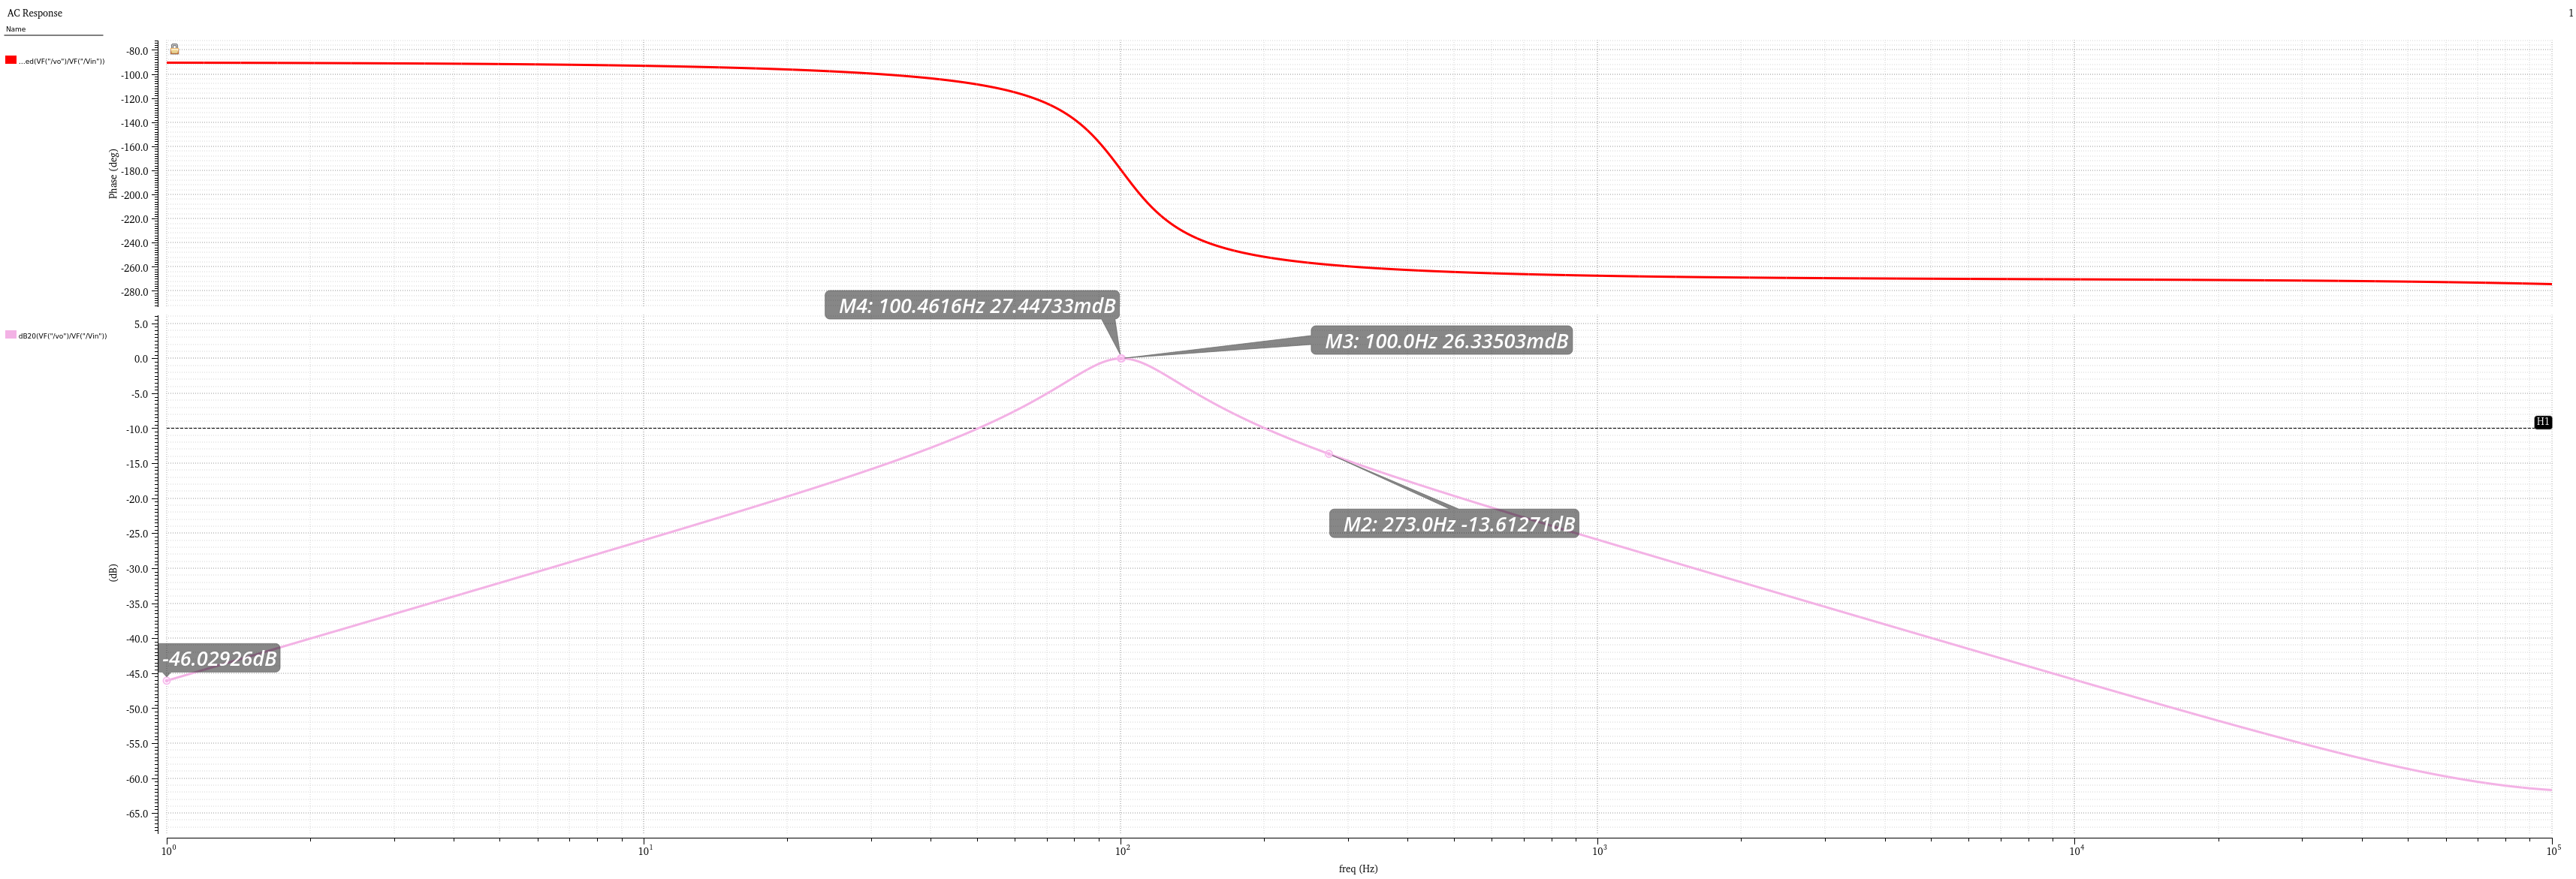 AC Response
1
Name
...ed(VF("/vo")/VF("/Vin"))
-80.0
-100.0
-120.0
-140.0
-160.0
-180.0
-200.0
-220.0
-240.0
-260.0
-280.0
Phase (deg)
M4: 100.4616Hz 27.44733mdB
M3: 100.0Hz 26.33503mdB
dB20(VF("/vo")/VF("/Vin"))
5.0
0.0
-5.0
-10.0
-15.0
-20.0
-25.0
-30.0
-35.0
-40.0
-45.0
-50.0
-55.0
-60.0
-65.0
(dB)
H1
M2: 273.0Hz -13.61271dB
-46.02926dB
10⁰ 10¹ 10² 10³ 10⁴ 10⁵
freq (Hz)